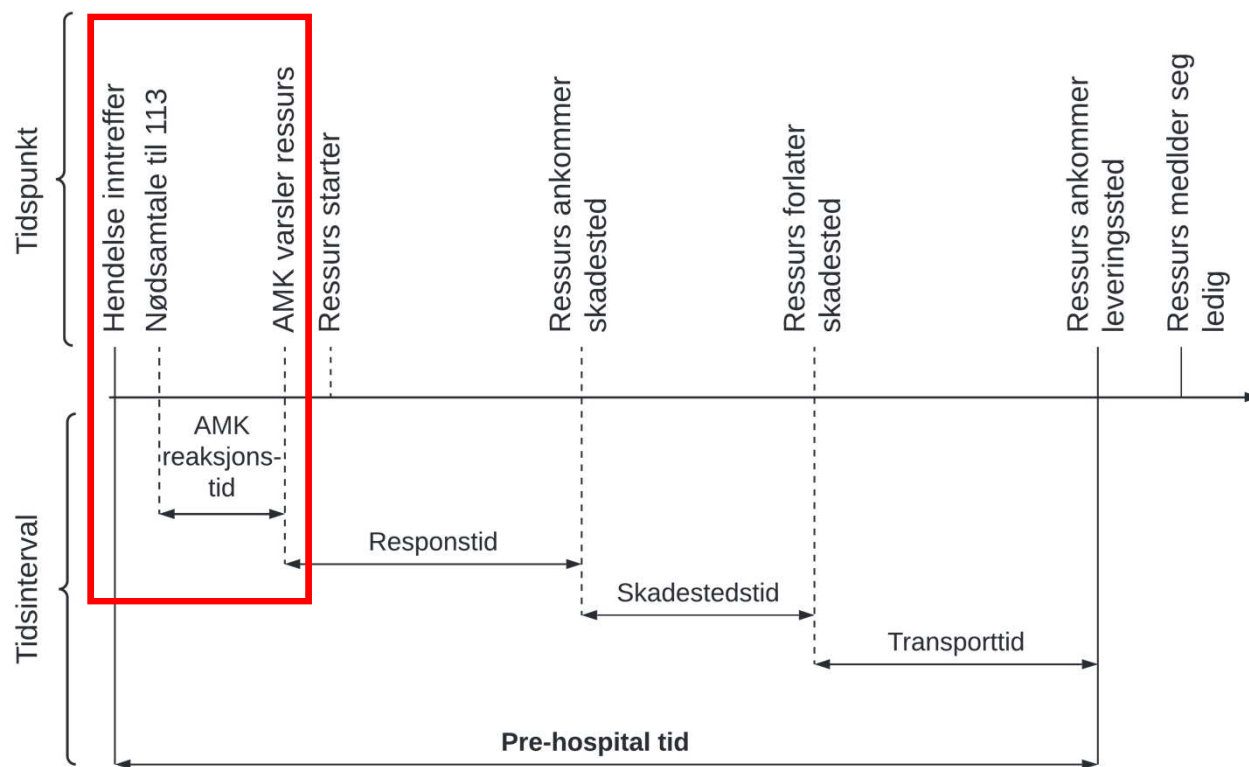 Tidspunkt
Hendelse inntreffer
Nødsamtale til 113
AMK varsler ressurs
Ressurs starter
Ressurs ankommer
skadested
Ressurs forlater
skadested
Ressurs ankommer
leveringssted
Ressurs medlder seg
ledig
Tidsinterval
AMK
reaksjons-
tid
Responstid
Skadestedstid
Transporttid
Pre-hospital tid